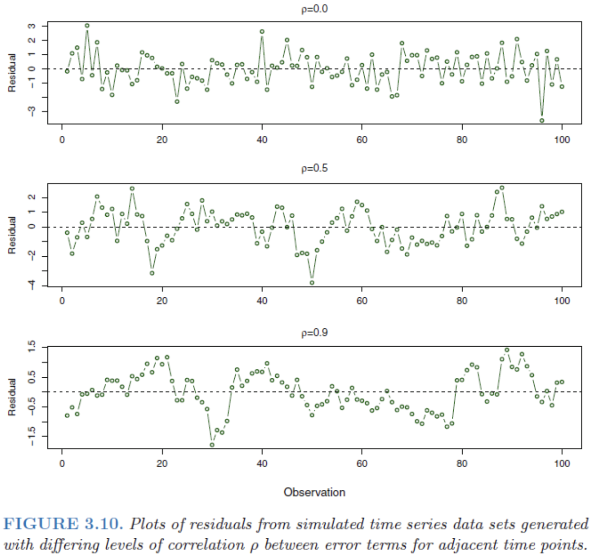 ρ=0.0
3
2
1
0
−1
−3
Residual
0 20 40 60 80 100
ρ=0.5
2
1
0
−2
−4
Residual
0 20 40 60 80 100
ρ=0.9
1.5
0.5
−0.5
−1.5
Residual
0 20 40 60 80 100
Observation
FIGURE 3.10. Plots of residuals from simulated time series data sets generated
with differing levels of correlation ρ between error terms for adjacent time points.